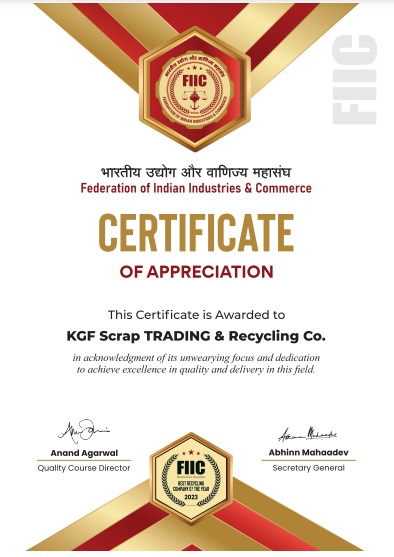 भारतीय उद्योग और वाणिज्य महासंघ
FIIC
FEDERATION OF INDIAN INDUSTRIES & COMMERCE
FIIC
भारतीय उद्योग और वाणिज्य महासंघ
Federation of Indian Industries & Commerce
CERTIFICATE
OF APPRECIATION
This Certificate is Awarded to
KGF Scrap TRADING & Recycling Co.
in acknowledgment of its unwearying focus and dedication
to achieve excellence in quality and delivery in this field.
Anand Agarwal
Quality Course Director
Abhinn Mahaadev
Secretary General
FIIC
BEST RECYCLING
COMPANY OF THE YEAR
2023